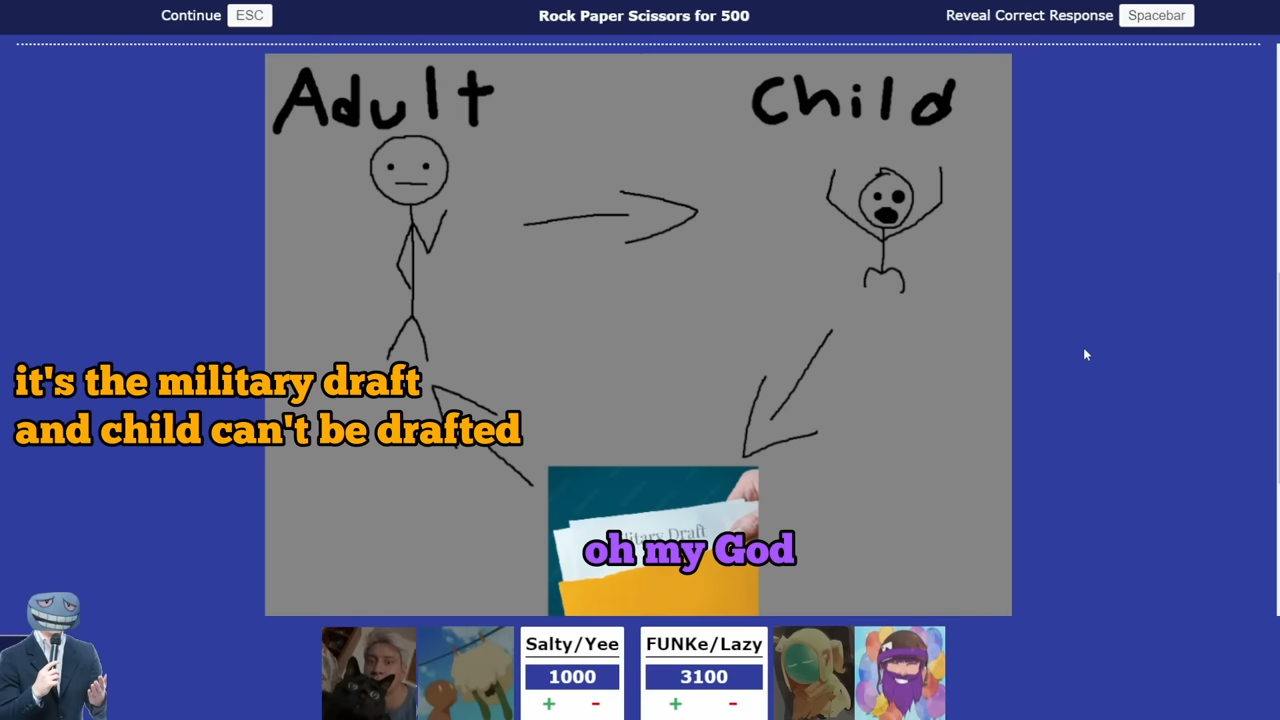 Continue ESC Rock Paper Scissors for 500 Reveal Correct Response Spacebar
Adult Child
it's the military draft
and child can't be drafted
Draft
oh my God
Salty/Yee FUNKe/Lazy
1000 3100
+ - + -